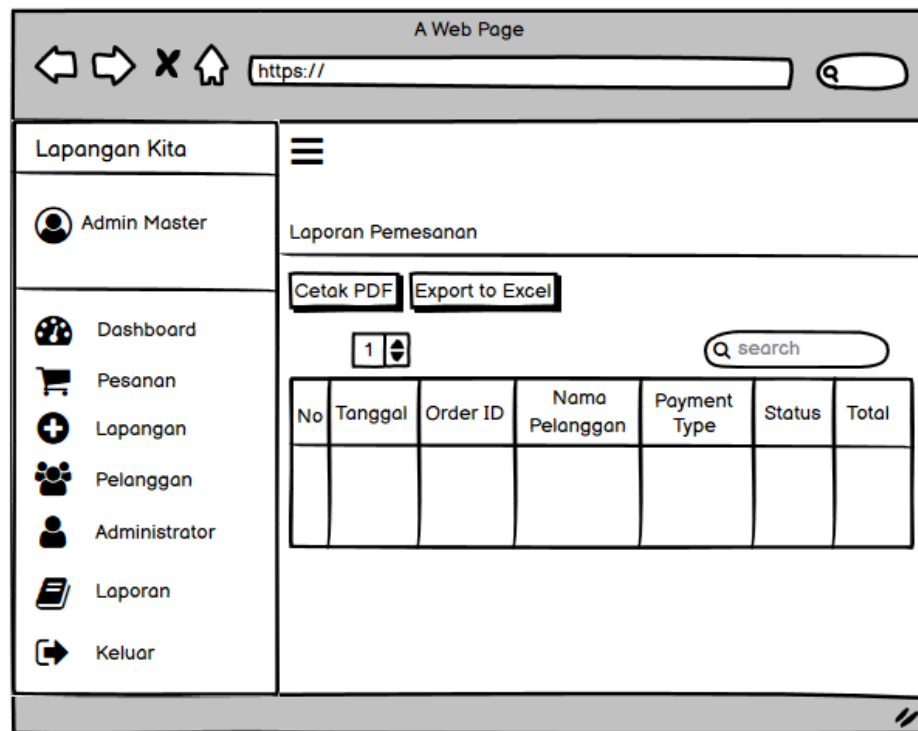 A Web Page
https://
Lapangan Kita
Admin Master
Dashboard
Pesanan
Lapangan
Pelanggan
Administrator
Laporan
Keluar
Laporan Pemesanan
Cetak PDF Export to Excel
1 search
No Tanggal Order ID Nama Pelanggan Payment Type Status Total